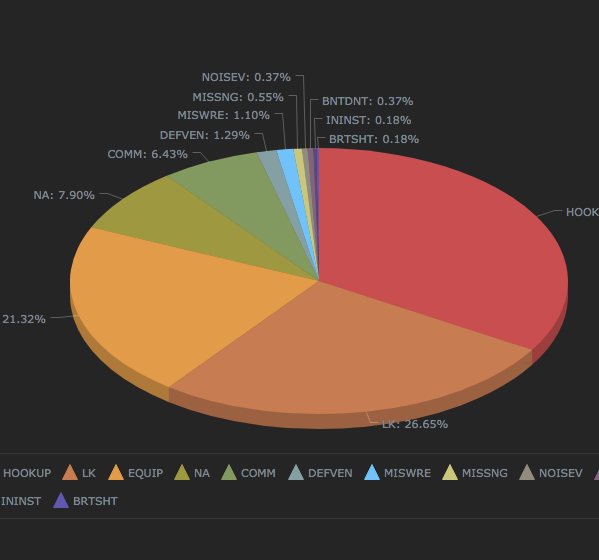 NOISEV: 0.37%
MISSNG: 0.55%
BNTDNT: 0.37%
MISWRE: 1.10%
ININST: 0.18%
DEFVEN: 1.29%
BRTSHT: 0.18%
COMM: 6.43%
NA: 7.90%
HOOK
21.32%
LK: 26.65%
HOOKUP LK EQUIP NA COMM DEFVEN MISWRE MISSNG NOISEV
ININST BRTSHT